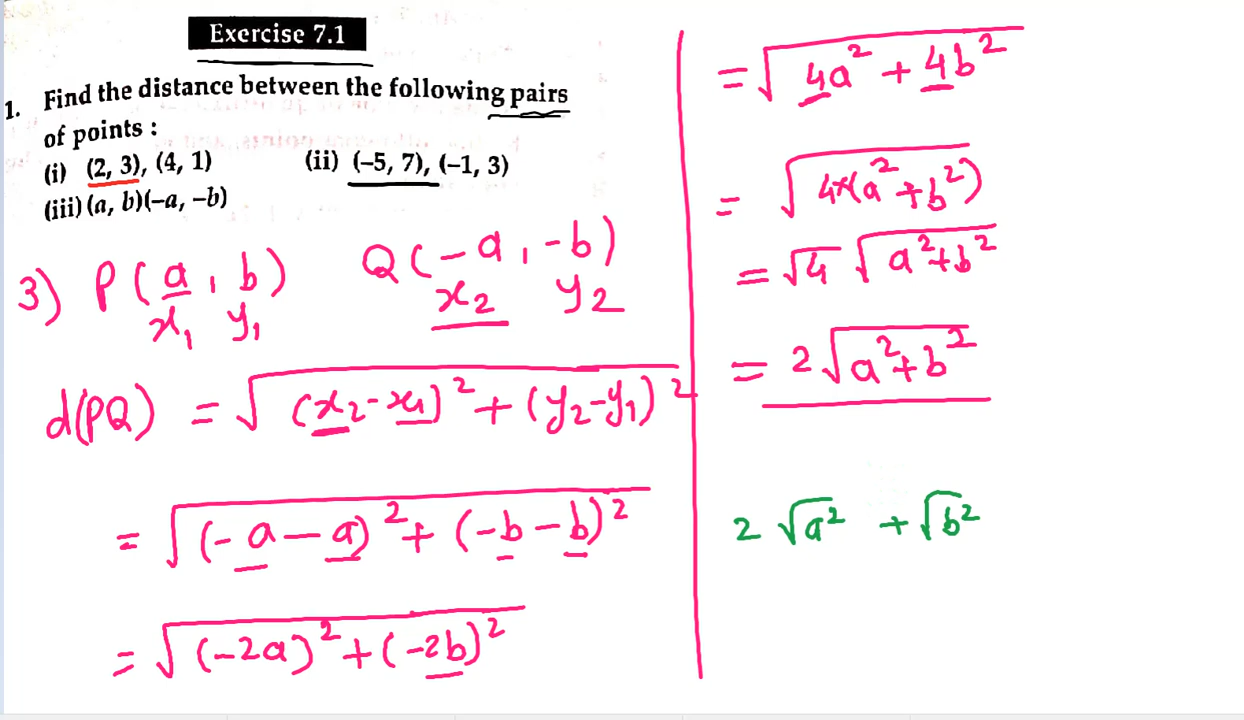 Exercise 7.1
1. Find the distance between the following pairs
of points :
(i) (2, 3), (4, 1) (ii) (–5, 7), (–1, 3)
(iii) (a, b)(–a, –b)
3) P(a, b) Q(-a, -b)
x₁ y₁ x₂ y₂
d(PQ) = √((x₂-x₁)² + (y₂-y₁)²)
= √((-a-a)² + (-b-b)²)
= √((-2a)² + (-2b)²)
= √(4a² + 4b²)
= √(4×(a²+b²))
= √4 √(a²+b²)
= 2√(a²+b²)
2 √a² + √b²